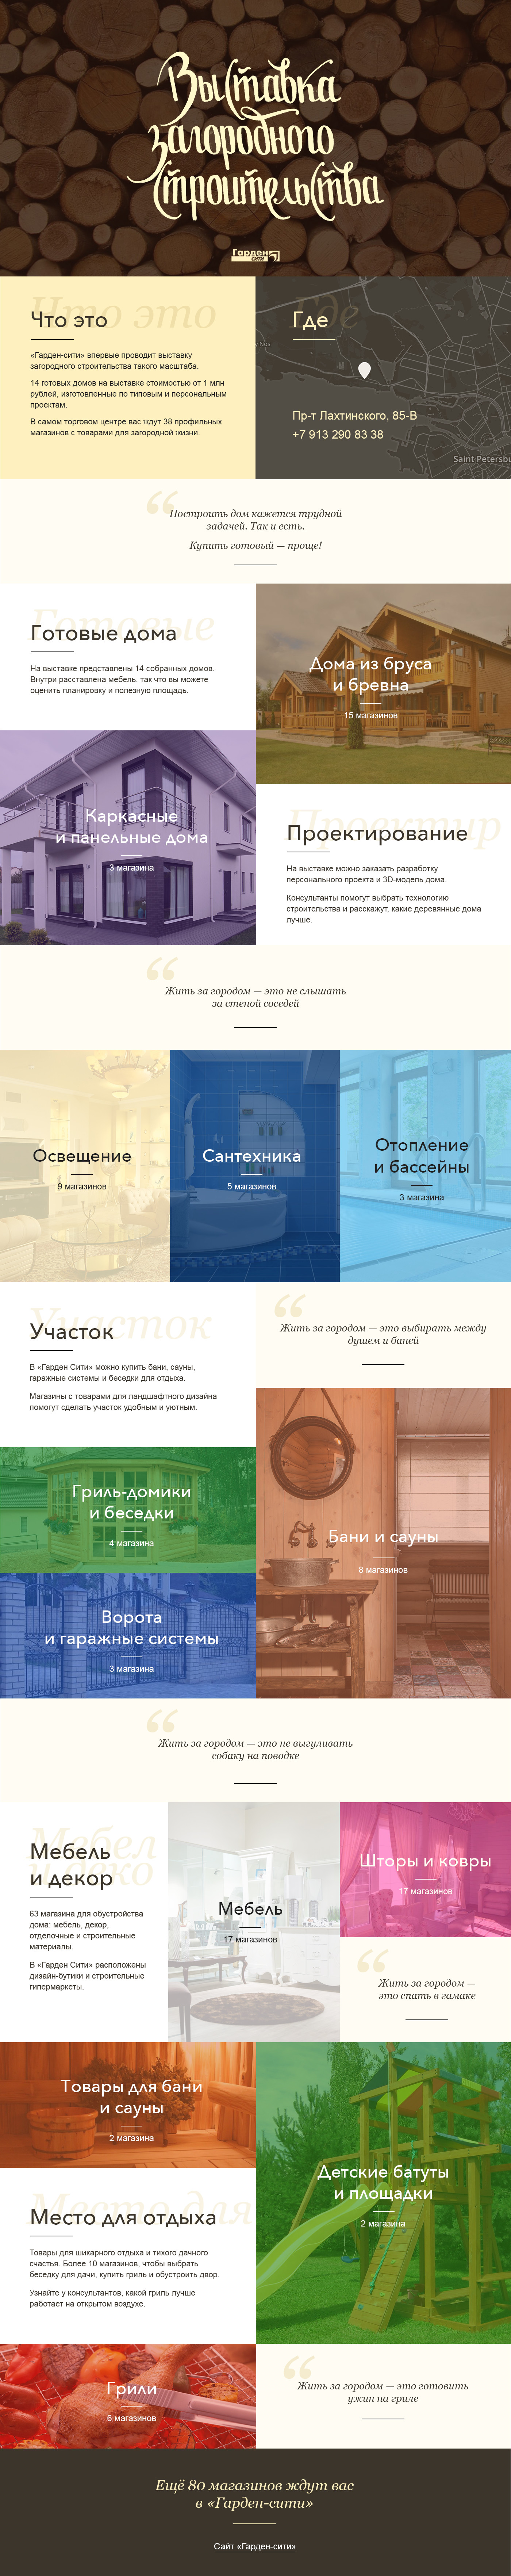 Выставка
загородного
строительства
Гарден
сити
Что это
Что это
«Гарден-сити» впервые проводит выставку
загородного строительства такого масштаба.
14 готовых домов на выставке стоимостью от 1 млн
рублей, изготовленные по типовым и персональным
проектам.
В самом торговом центре вас ждут 38 профильных
магазинов с товарами для загородной жизни.
Где
Где
y Nos
Пр-т Лахтинского, 85-В
+7 913 290 83 38
Saint Petersbu
“
Построить дом кажется трудной
задачей. Так и есть.
Купить готовый — проще!
Готовые
Готовые дома
На выставке представлены 14 собранных домов.
Внутри расставлена мебель, так что вы можете
оценить планировку и полезную площадь.
Дома из бруса
и бревна
15 магазинов
Каркасные
и панельные дома
3 магазина
Проектир
Проектирование
На выставке можно заказать разработку
персонального проекта и 3D-модель дома.
Консультанты помогут выбрать технологию
строительства и расскажут, какие деревянные дома
лучше.
“
Жить за городом — это не слышать
за стеной соседей
Освещение
9 магазинов
Сантехника
5 магазинов
Отопление
и бассейны
3 магазина
Участок
Участок
В «Гарден Сити» можно купить бани, сауны,
гаражные системы и беседки для отдыха.
Магазины с товарами для ландшафтного дизайна
помогут сделать участок удобным и уютным.
“
Жить за городом — это выбирать между
душем и баней
Гриль-домики
и беседки
4 магазина
Бани и сауны
8 магазинов
Ворота
и гаражные системы
3 магазина
“
Жить за городом — это не выгуливать
собаку на поводке
Мебел
и деко
Мебель
и декор
63 магазина для обустройства
дома: мебель, декор,
отделочные и строительные
материалы.
В «Гарден Сити» расположены
дизайн-бутики и строительные
гипермаркеты.
Мебель
17 магазинов
Шторы и ковры
17 магазинов
“
Жить за городом —
это спать в гамаке
Товары для бани
и сауны
2 магазина
Детские батуты
и площадки
2 магазина
Место для
Место для отдыха
Товары для шикарного отдыха и тихого дачного
счастья. Более 10 магазинов, чтобы выбрать
беседку для дачи, купить гриль и обустроить двор.
Узнайте у консультантов, какой гриль лучше
работает на открытом воздухе.
Грили
6 магазинов
“
Жить за городом — это готовить
ужин на гриле
Ещё 80 магазинов ждут вас
в «Гарден-сити»
Сайт «Гарден-сити»